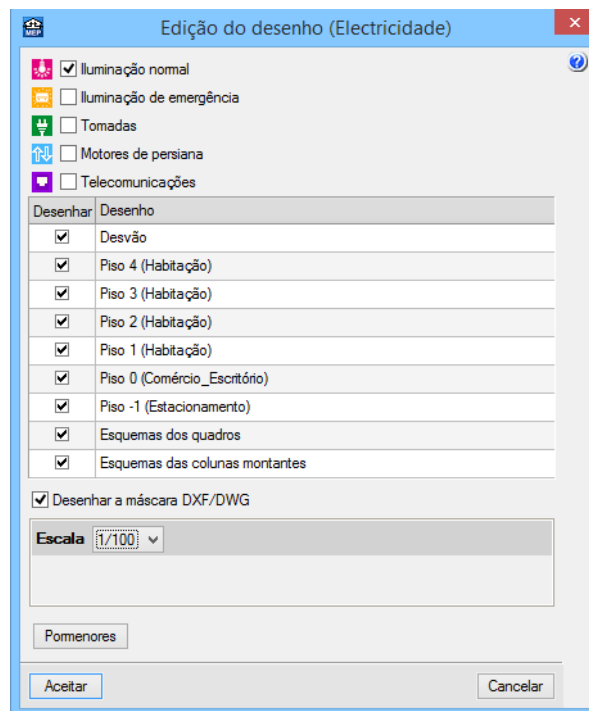 MEP
Edição do desenho (Electricidade)
Iluminação normal
Iluminação de emergência
Tomadas
Motores de persiana
Telecomunicações
Desenhar Desenho
Desvão
Piso 4 (Habitação)
Piso 3 (Habitação)
Piso 2 (Habitação)
Piso 1 (Habitação)
Piso 0 (Comércio_Escritório)
Piso -1 (Estacionamento)
Esquemas dos quadros
Esquemas das colunas montantes
Desenhar a máscara DXF/DWG
Escala 1/100
Pormenores
Aceitar Cancelar